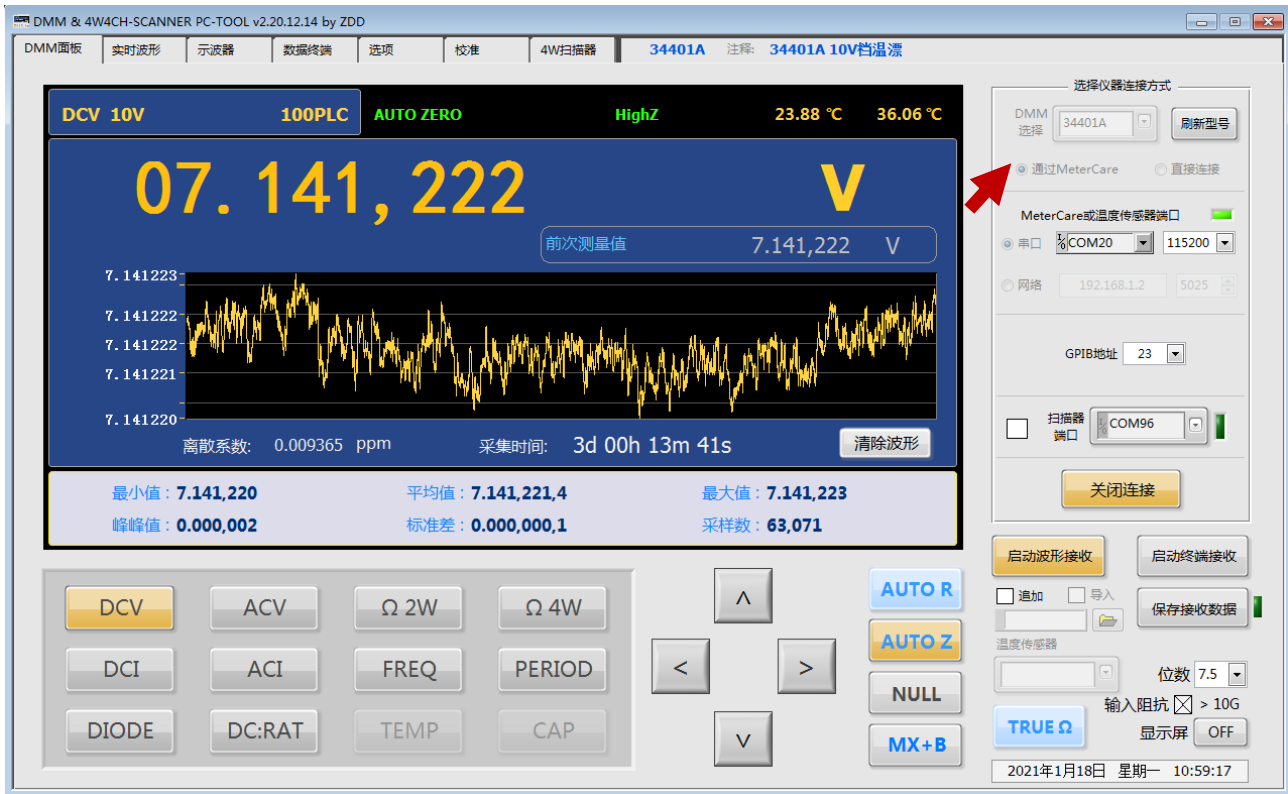 DMM & 4W4CH-SCANNER PC-TOOL v2.20.12.14 by ZDD
DMM面板 实时波形 示波器 数据终端 选项 校准 4W扫描器 34401A 注释: 34401A 10V档温漂
DCV 10V 100PLC AUTO ZERO HighZ 23.88 ℃ 36.06 ℃
07.141,222 V
前次测量值 7.141,222 V
7.141223
7.141222
7.141222
7.141221
7.141220
离散系数: 0.009365 ppm 采集时间: 3d 00h 13m 41s 清除波形
最小值 : 7.141,220 平均值 : 7.141,221,4 最大值 : 7.141,223
峰峰值 : 0.000,002 标准差 : 0.000,000,1 采样数 : 63,071
DCV ACV Ω 2W Ω 4W
DCI ACI FREQ PERIOD
DIODE DC:RAT TEMP CAP
˄
< >
˅
AUTO R
AUTO Z
NULL
MX+B
选择仪器连接方式
DMM
选择 34401A 刷新型号
通过MeterCare 直接连接
MeterCare或温度传感器端口
串口 COM20 115200
网络 192.168.1.2 5025
GPIB地址 23
扫描器
端口 COM96
关闭连接
启动波形接收 启动终端接收
追加 导入 保存接收数据
温度传感器
位数 7.5
输入阻抗 > 10G
TRUE Ω 显示屏 OFF
2021年1月18日 星期一 10:59:17